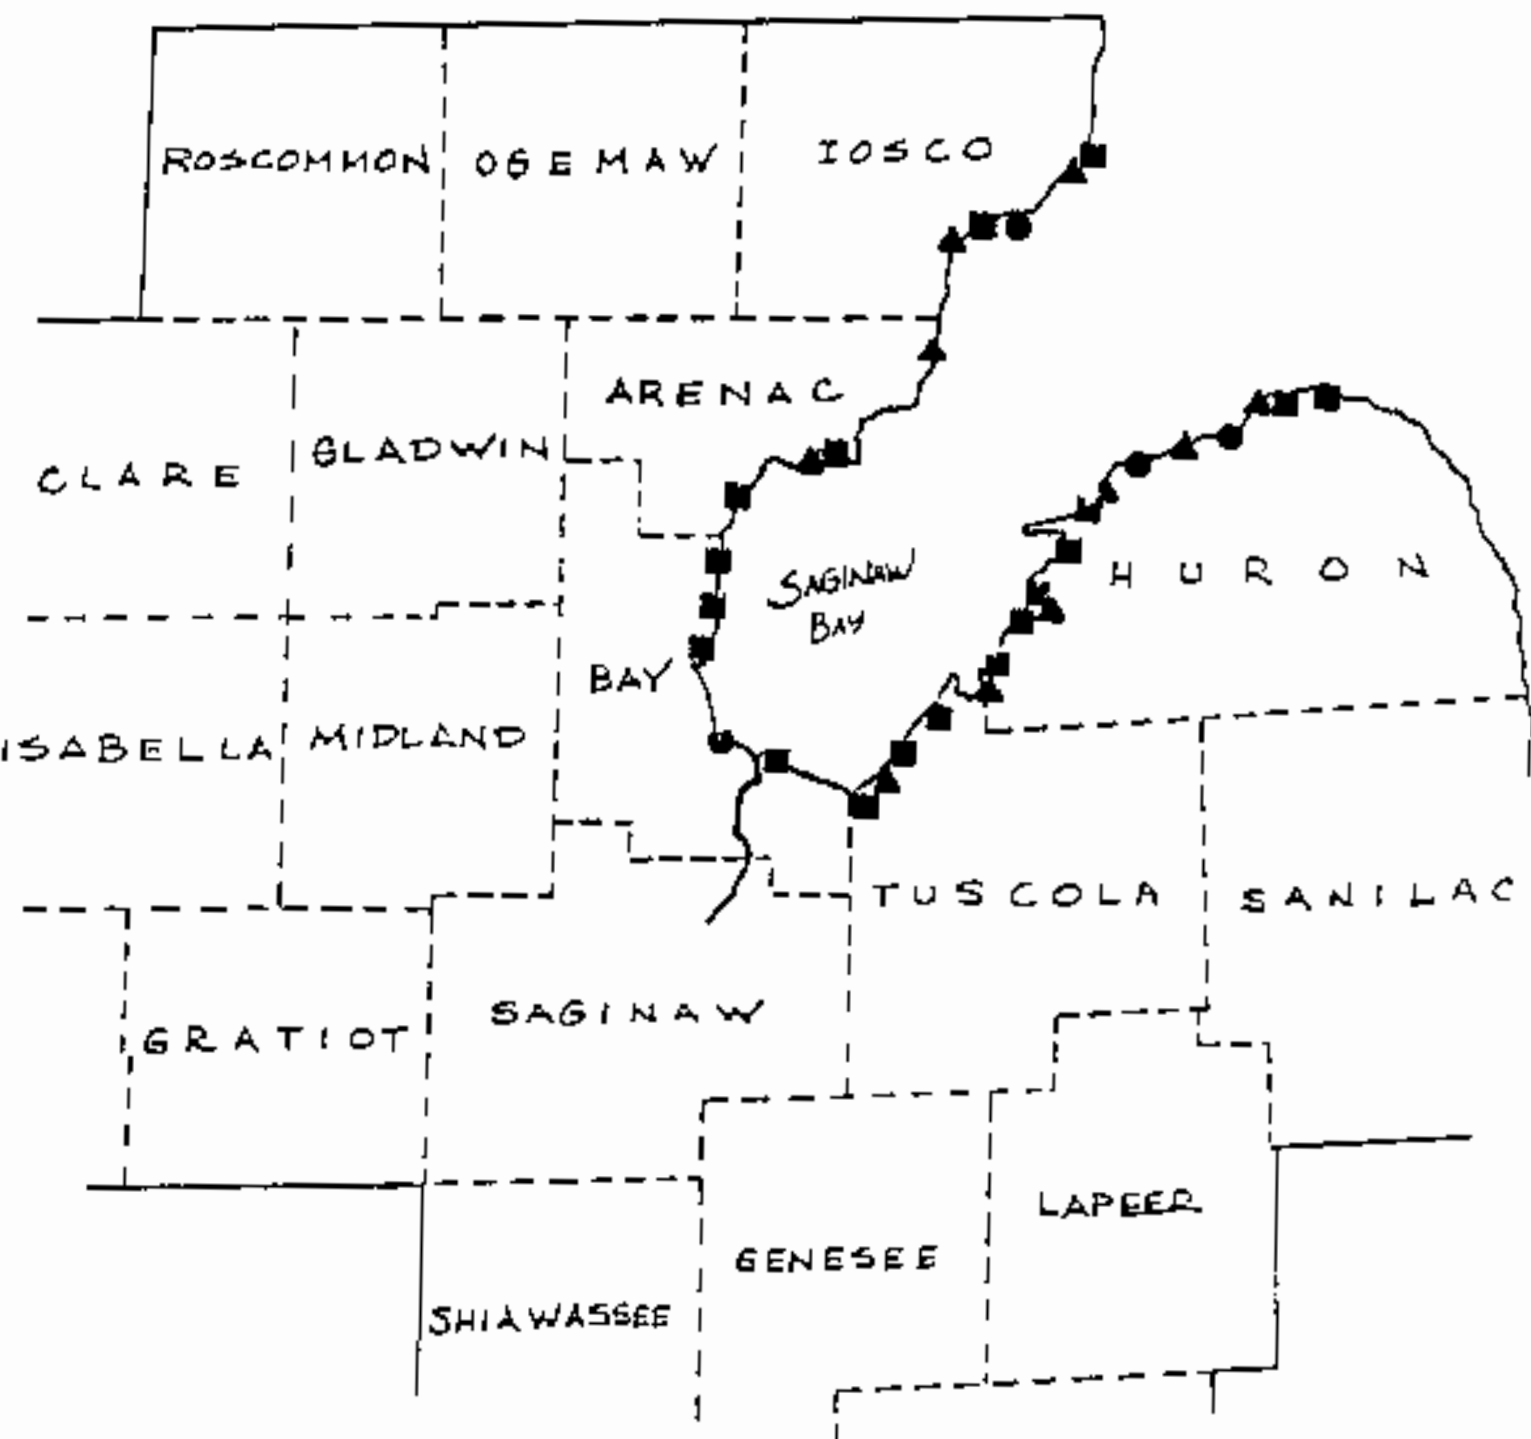 ROSCOMMON
OGEMAW
IOSCO
ARENAC
CLARE
GLADWIN
SAGINAW
BAY
HURON
BAY
ISABELLA
MIDLAND
TUSCOLA
SANILAC
SAGINAW
GRATIOT
LAPEER
GENESEE
SHIAWASSEE